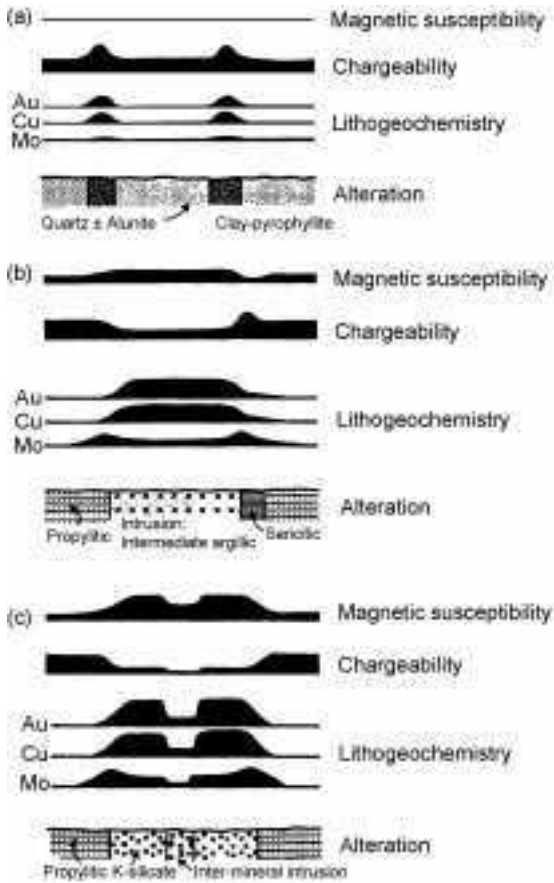 (a)
Magnetic susceptibility
Chargeability
Au
Cu
Mo
Lithogeochemistry
Alteration
Quartz ± Alunite
Clay-pyrophyllite
(b)
Magnetic susceptibility
Chargeability
Au
Cu
Mo
Lithogeochemistry
Alteration
Propylitic
Intrusion:
Intermediate argillic
Sericitic
(c)
Magnetic susceptibility
Chargeability
Au
Cu
Mo
Lithogeochemistry
Alteration
Propylitic K-silicate
Inter-mineral intrusion